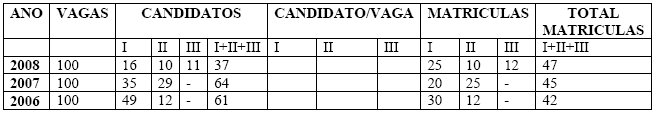 ANO VAGAS CANDIDATOS CANDIDATO/VAGA MATRICULAS TOTAL MATRICULAS
I II III I+II+III I II III I II III I+II+III
2008 100 16 10 11 37 25 10 12 47
2007 100 35 29 - 64 20 25 - 45
2006 100 49 12 - 61 30 12 - 42